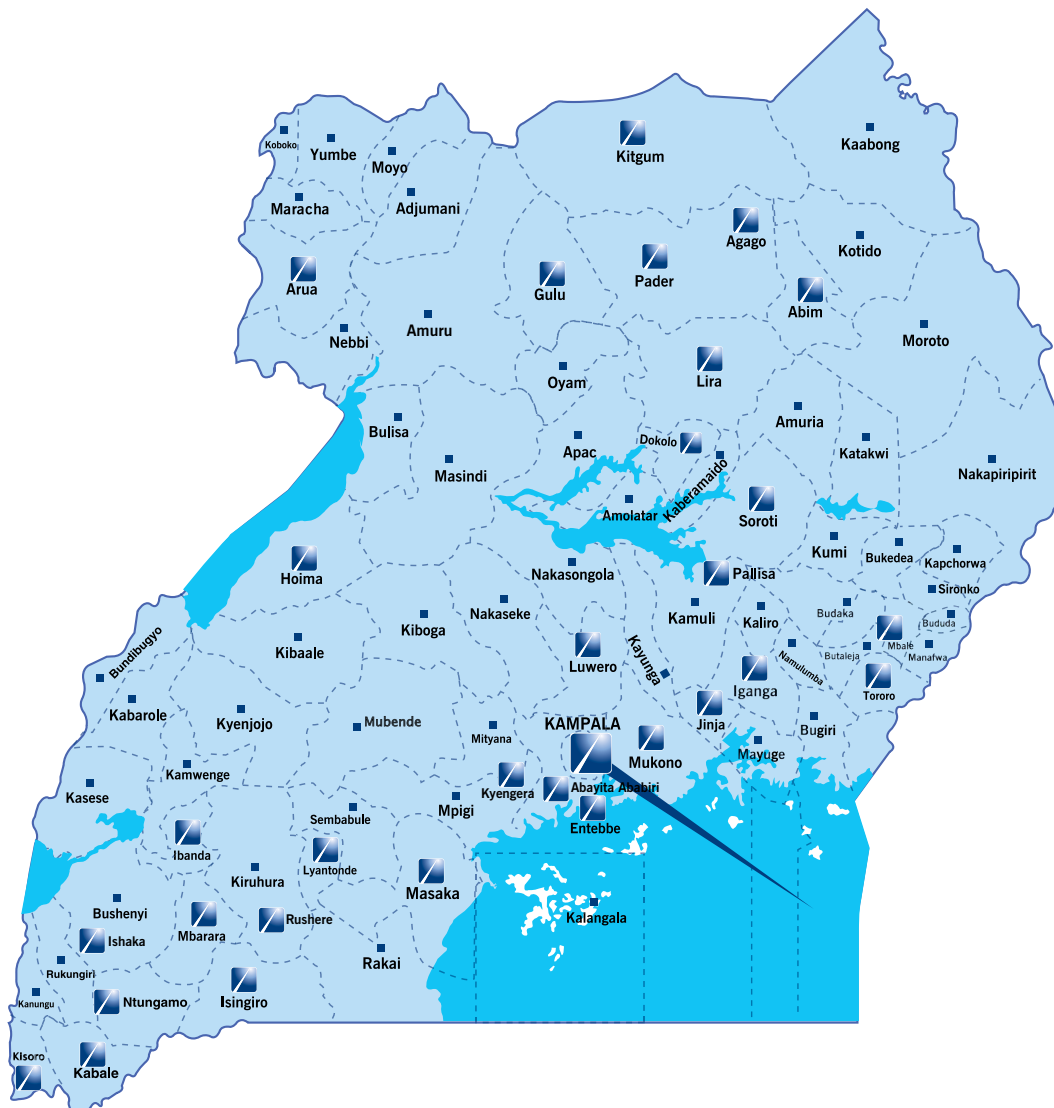 Koboko
Yumbe
Moyo
Kitgum
Kaabong
Maracha
Adjumani
Agago
Kotido
Arua
Gulu
Pader
Abim
Nebbi
Amuru
Moroto
Oyam
Lira
Bulisa
Amuria
Apac
Dokolo
Katakwi
Masindi
Kaberamaido
Nakapiripirit
Amolatar
Soroti
Kumi
Bukedea
Kapchorwa
Hoima
Nakasongola
Pallisa
Sironko
Nakaseke
Kamuli
Kaliro
Budaka
Bududa
Kiboga
Bundibugyo
Kibaale
Luwero
Kayunga
Namulumba
Butaleja
Mbale
Manafwa
Iganga
Tororo
Kabarole
Kyenjojo
Mubende
Mityana
KAMPALA
Jinja
Bugiri
Mukono
Mayuge
Kamwenge
Kasese
Kyengera
Abayita Ababiri
Mpigi
Sembabule
Entebbe
Ibanda
Lyantonde
Kiruhura
Masaka
Bushenyi
Kalangala
Mbarara
Rushere
Ishaka
Rakai
Rukungiri
Isingiro
Kanungu
Ntungamo
KIsoro
Kabale